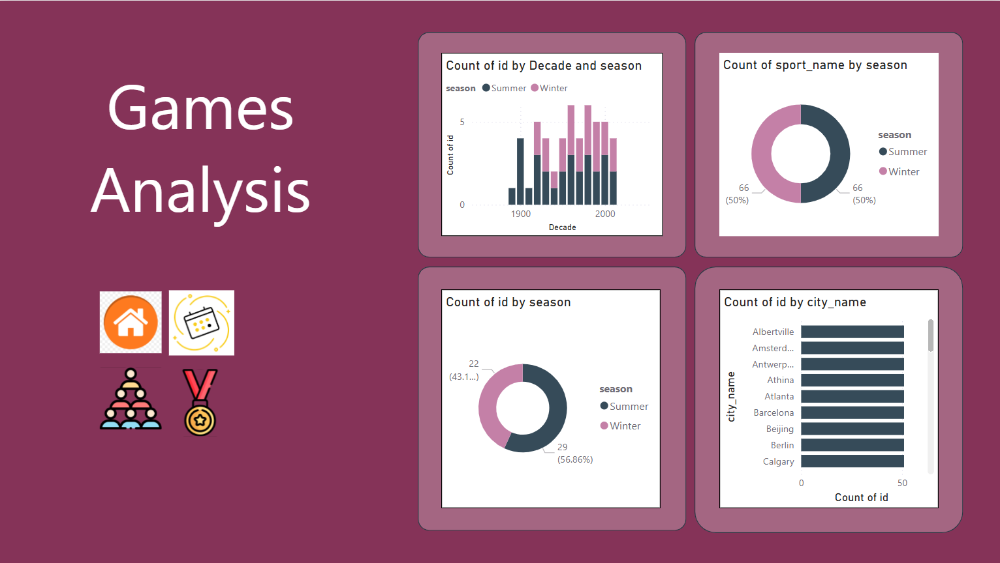 Games
Analysis
Count of id by Decade and season
season Summer Winter
5
0
Count of id
1900 2000
Decade
Count of sport_name by season
66
(50%)
66
(50%)
season
Summer
Winter
Count of id by season
22
(43.1...)
29
(56.86%)
season
Summer
Winter
Count of id by city_name
city_name
Albertville
Amsterd...
Antwerp...
Athina
Atlanta
Barcelona
Beijing
Berlin
Calgary
0 50
Count of id